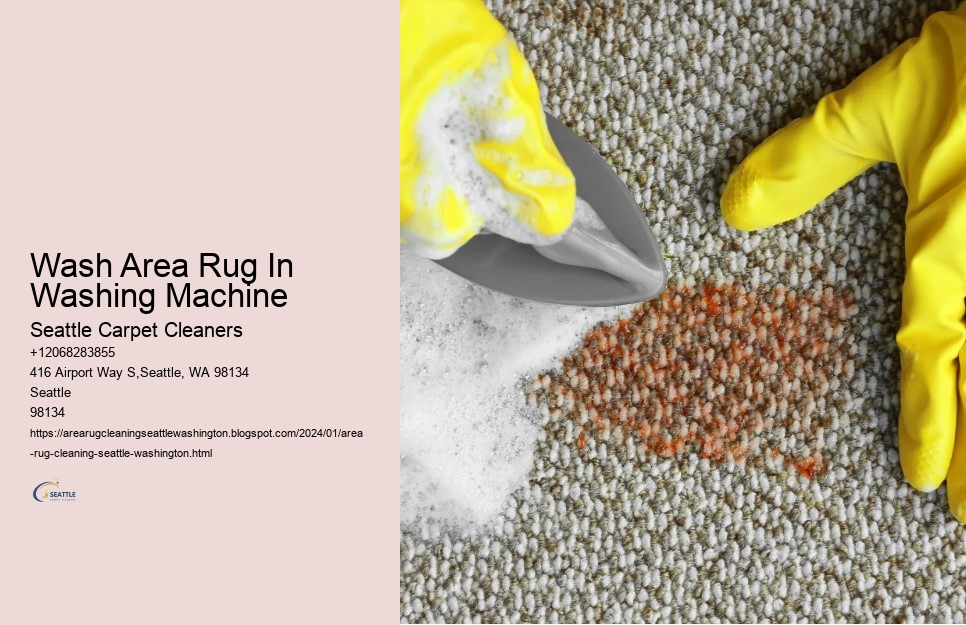 Wash Area Rug In
Washing Machine
Seattle Carpet Cleaners
+12068283855
416 Airport Way S,Seattle, WA 98134
Seattle
98134
https://arearugcleaningseattlewashington.blogspot.com/2024/01/area
-rug-cleaning-seattle-washington.html
SEATTLE